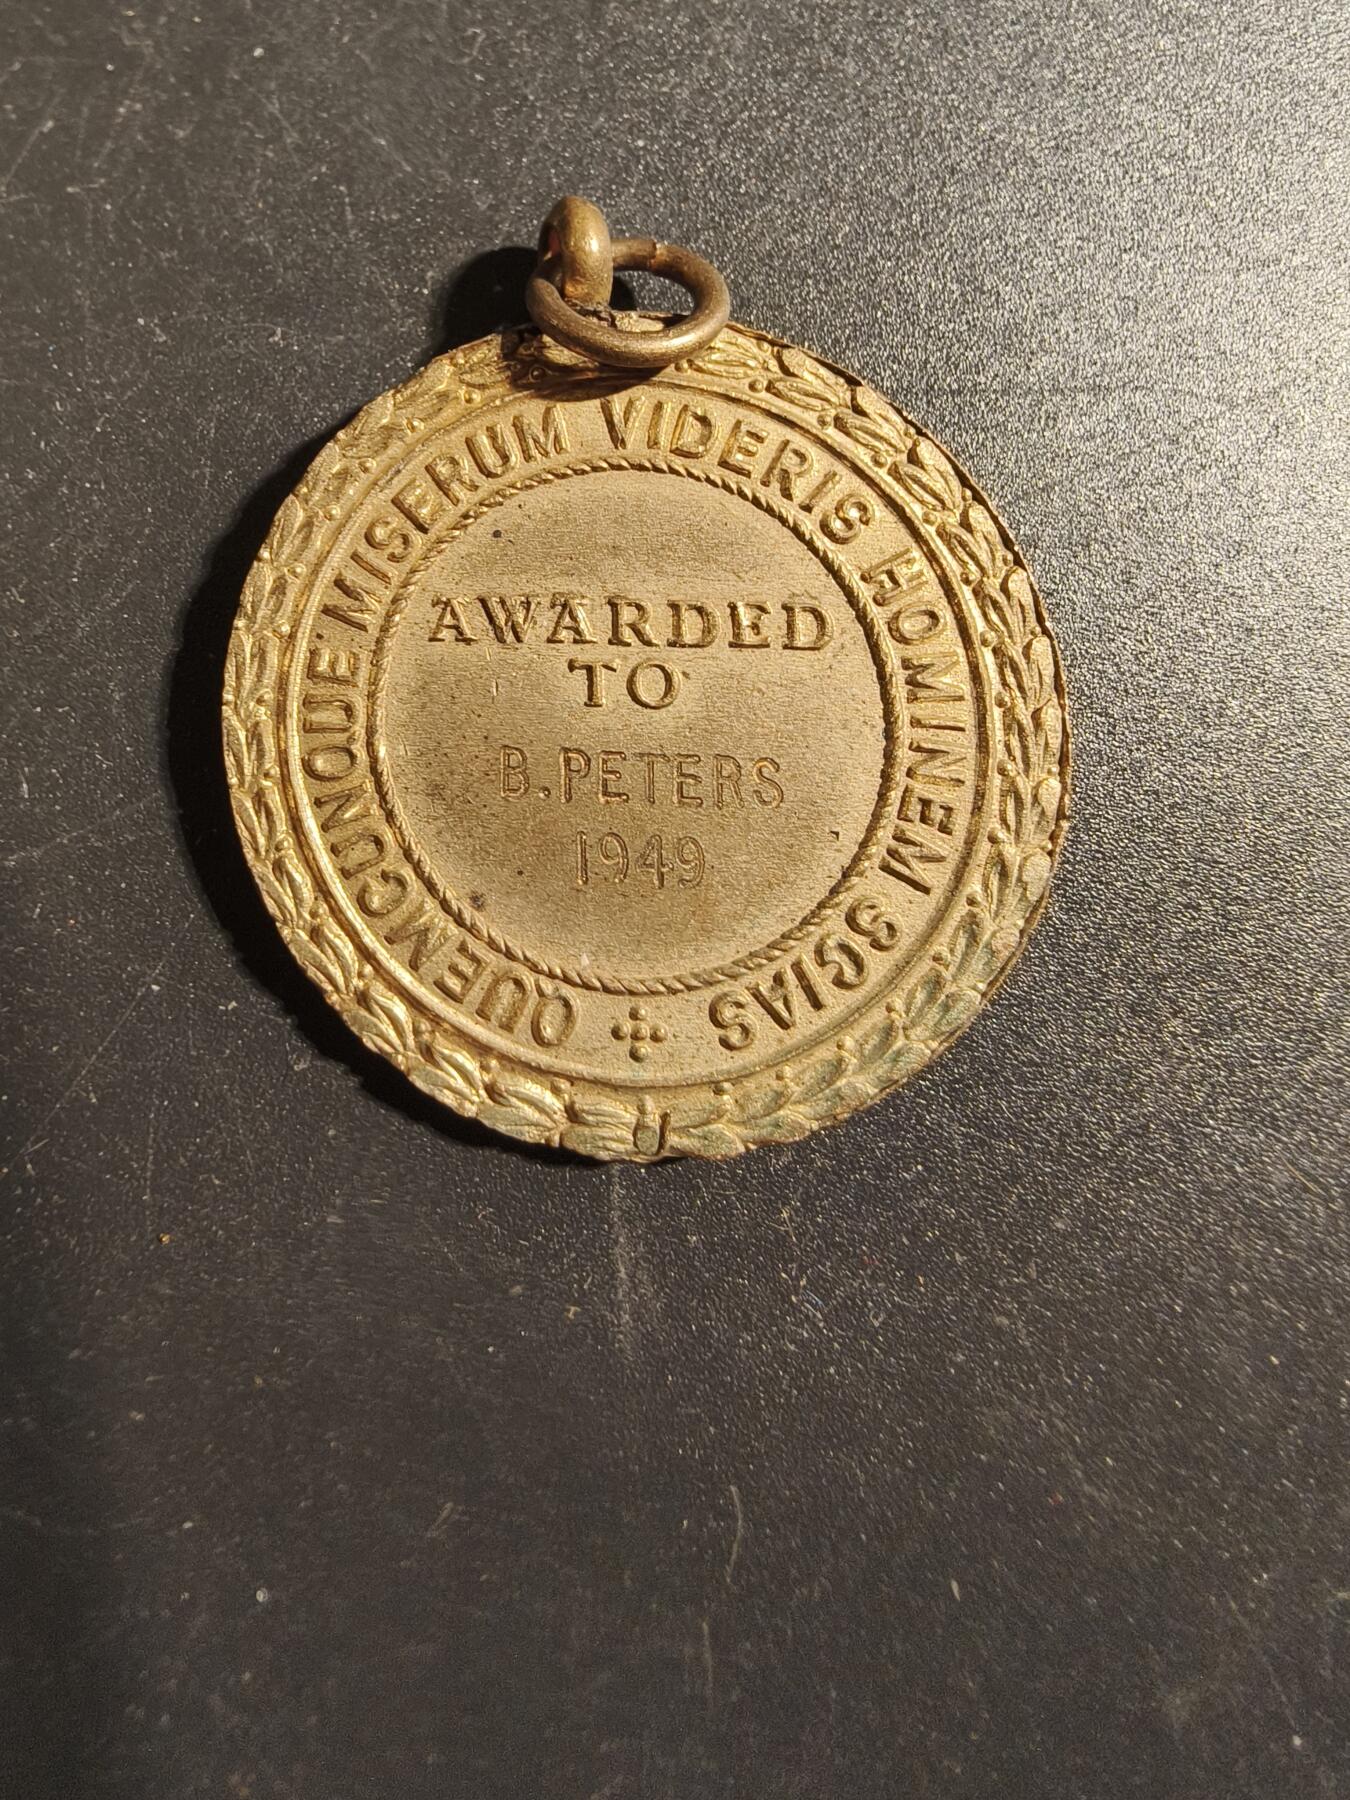 QUEMCUNQUE MISERUM VIDERIS HOMINEM SCIAS
AWARDED
TO
B. PETERS
1949